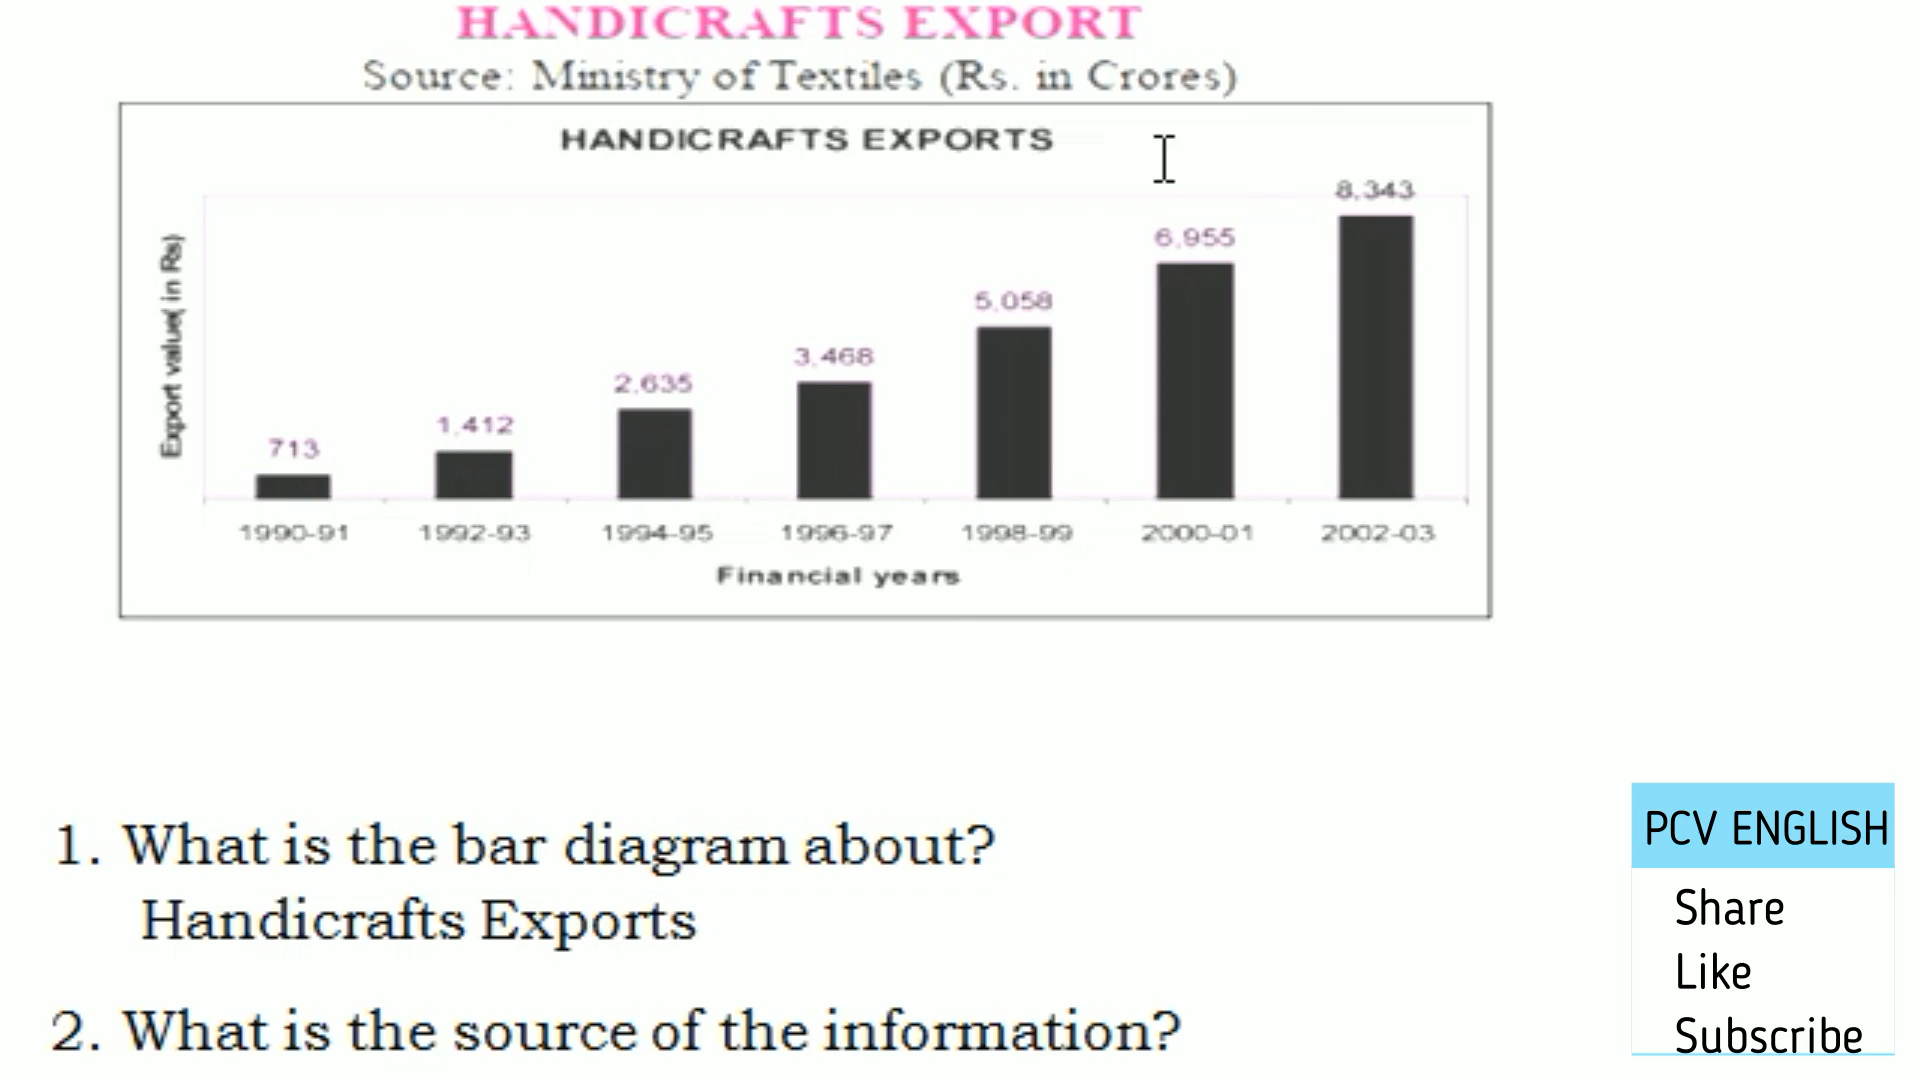 HANDICRAFTS EXPORT
Source: Ministry of Textiles (Rs. in Crores)
HANDICRAFTS EXPORTS
Export value( in Rs)
713
1,412
2,635
3,468
5,058
6,955
8,343
1990-91
1992-93
1994-95
1996-97
1998-99
2000-01
2002-03
Financial years
1. What is the bar diagram about?
Handicrafts Exports
2. What is the source of the information?
PCV ENGLISH
Share
Like
Subscribe